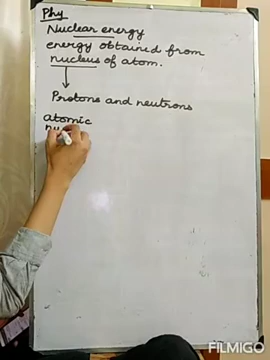 Phy
Nuclear energy
energy obtained from
nucleus of atom.
Protons and neutrons
atomic
FILMIGO